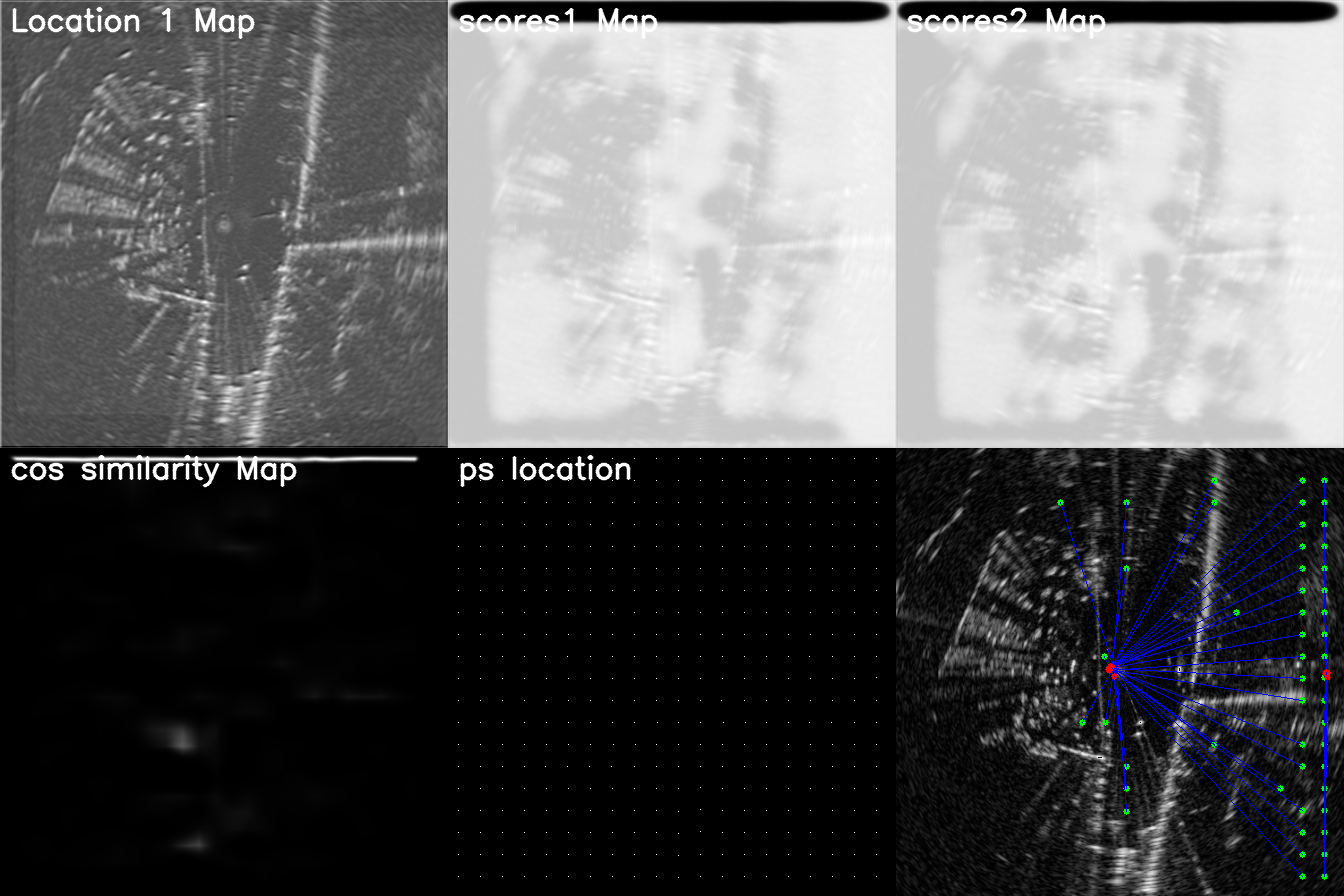 Location 1 Map
scores1 Map
scores2 Map
cos similarity Map
ps location